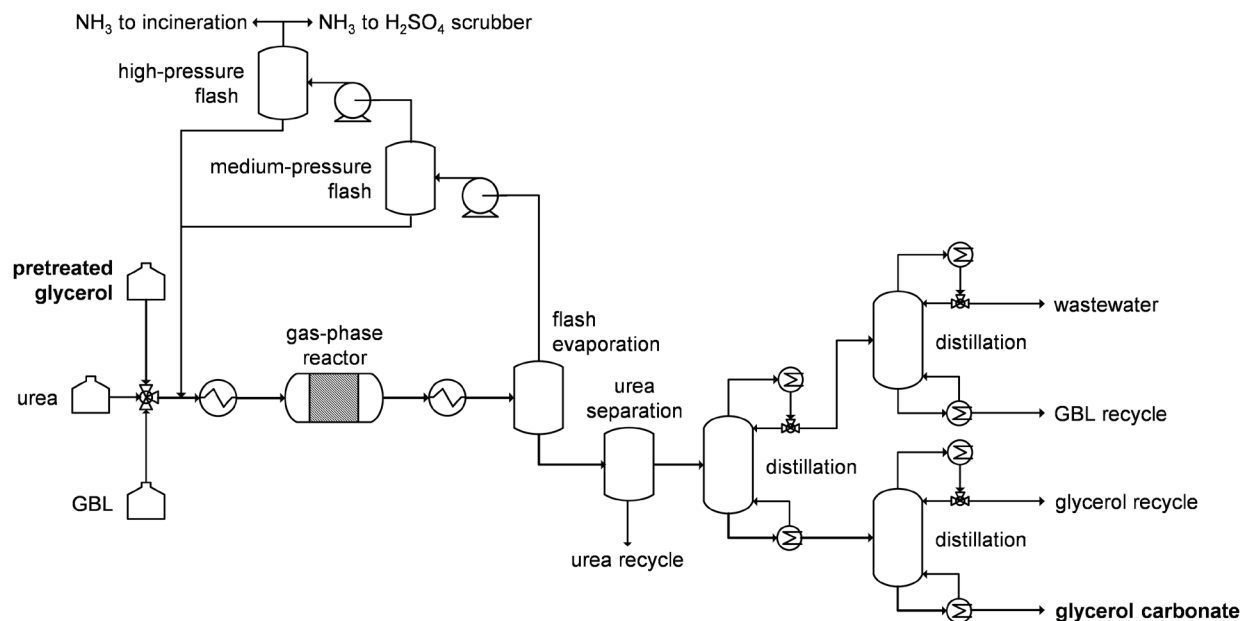 NH3 to incineration
NH3 to H2SO4 scrubber
high-pressure
flash
medium-pressure
flash
pretreated
glycerol
gas-phase
reactor
flash
evaporation
urea
separation
urea
GBL
urea recycle
distillation
distillation
wastewater
GBL recycle
glycerol recycle
distillation
glycerol carbonate